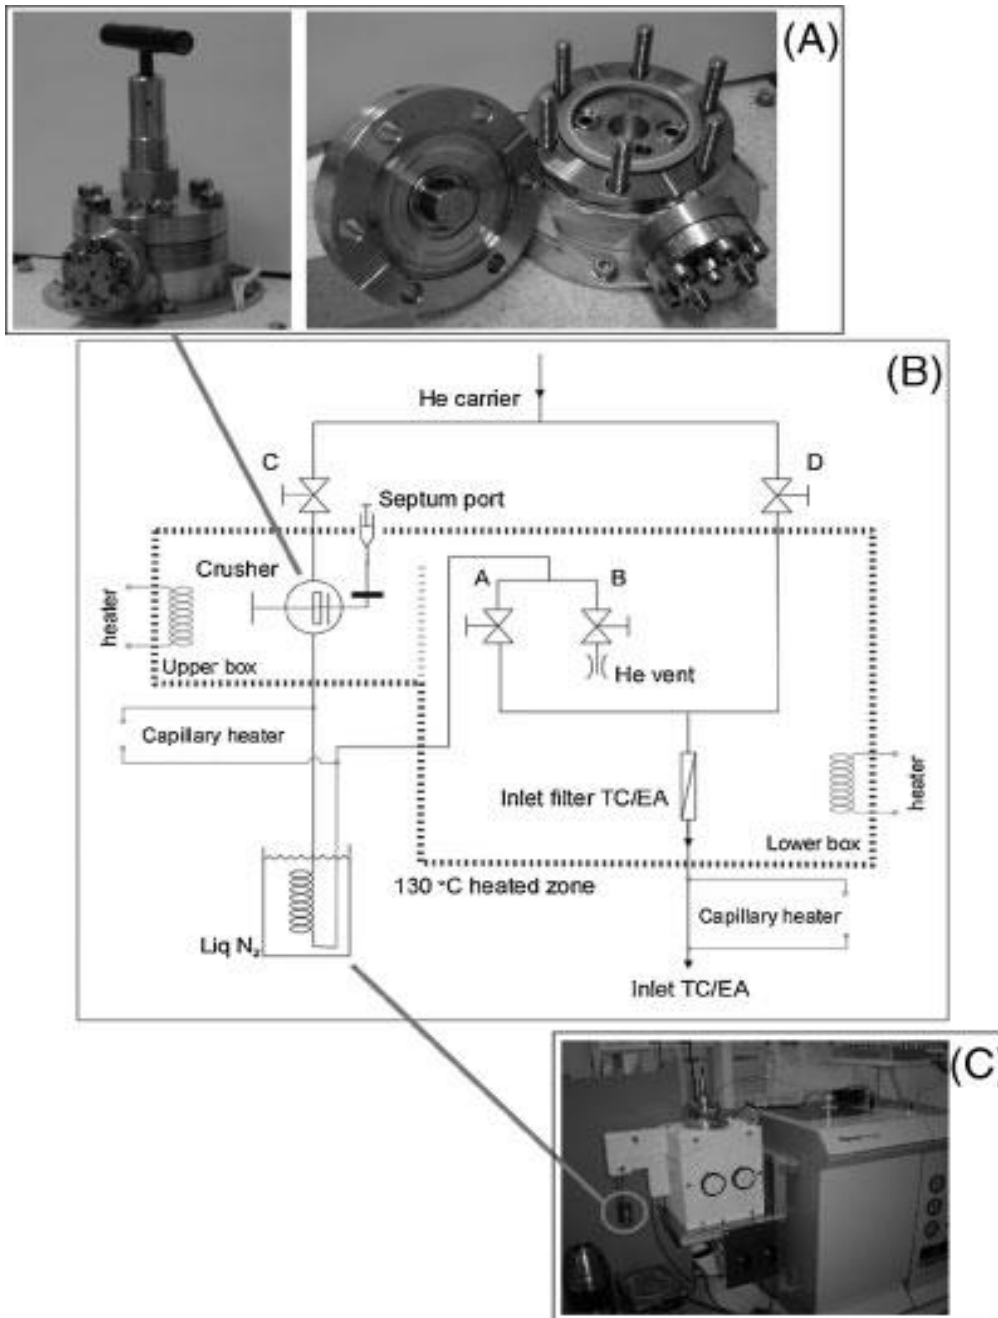 (A)
(B)
He carrier
C
D
Septum port
Crusher
A
B
heater
Upper box
He vent
Capillary heater
Inlet filter TC/EA
heater
Lower box
130 °C heated zone
Capillary heater
Liq N₂
Inlet TC/EA
(C)